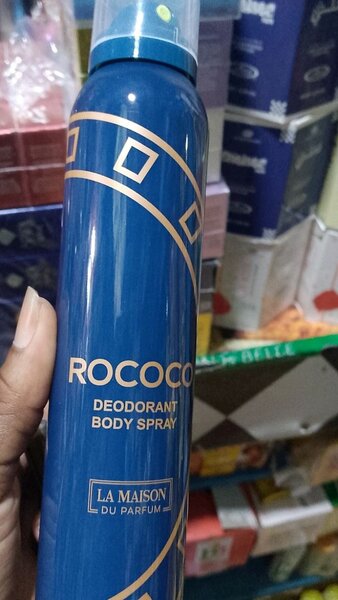 ROCOCO
DEODORANT
BODY SPRAY
LA MAISON
DU PARFUM